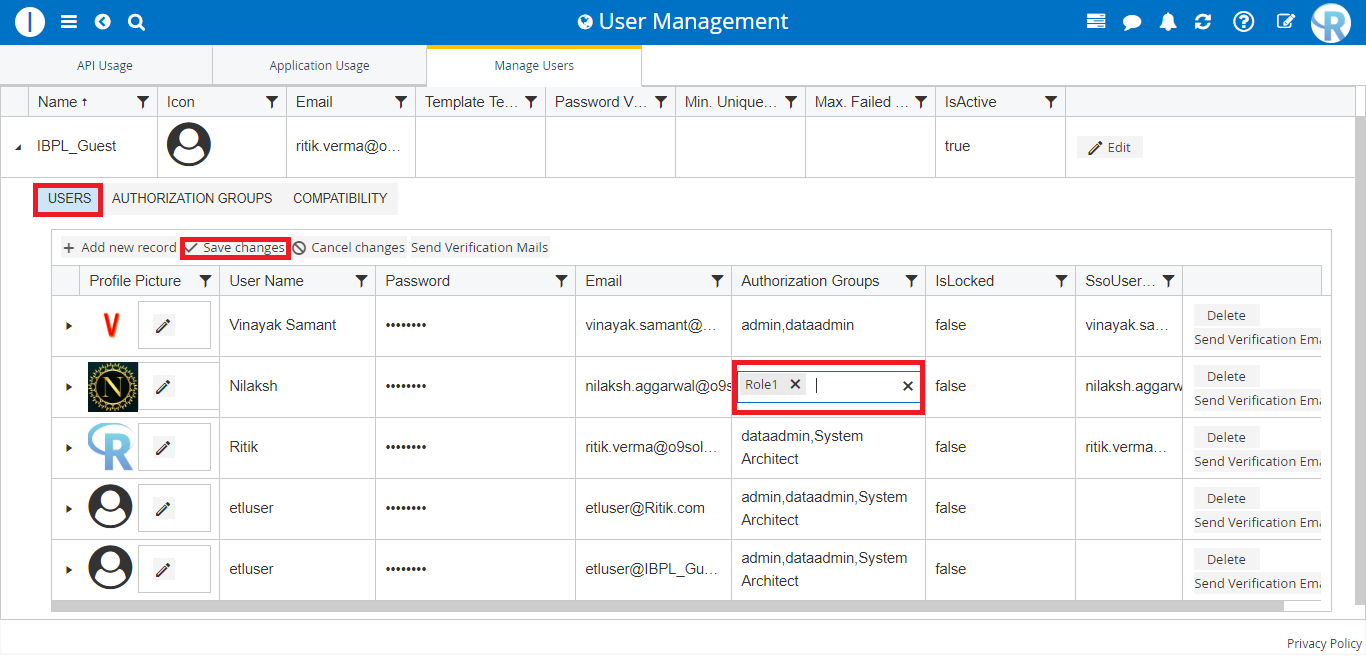 User Management
API Usage
Application Usage
Manage Users
Name ↑
Icon
Email
Template Te...
Password V...
Min. Unique...
Max. Failed ...
IsActive
IBPL_Guest
ritik.verma@o...
true
Edit
USERS
AUTHORIZATION GROUPS
COMPATIBILITY
+ Add new record
Save changes
Cancel changes
Send Verification Mails
Profile Picture
User Name
Password
Email
Authorization Groups
IsLocked
SsoUser...
V
Vinayak Samant
••••••••
vinayak.samant@...
admin,dataadmin
false
vinayak.sa...
Delete
Send Verification Ema
N
Nilaksh
••••••••
nilaksh.aggarwal@o9s
Role1
false
nilaksh.aggarw
Delete
Send Verification Ema
R
Ritik
••••••••
ritik.verma@o9sol...
dataadmin,System
Architect
false
ritik.verma...
Delete
Send Verification Ema
etluser
••••••••
etluser@Ritik.com
admin,dataadmin,System
Architect
false
Delete
Send Verification Ema
etluser
••••••••
etluser@IBPL_Gu...
admin,dataadmin,System
Architect
false
Delete
Send Verification Ema
Privacy Policy